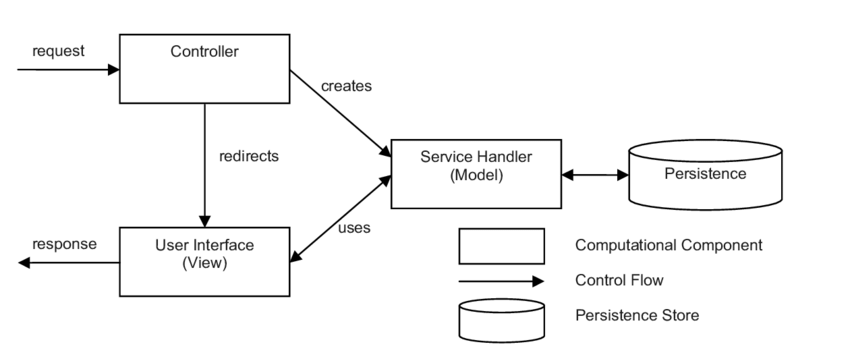 request
Controller
creates
redirects
Service Handler
(Model)
Persistence
response
User Interface
(View)
uses
Computational Component
Control Flow
Persistence Store